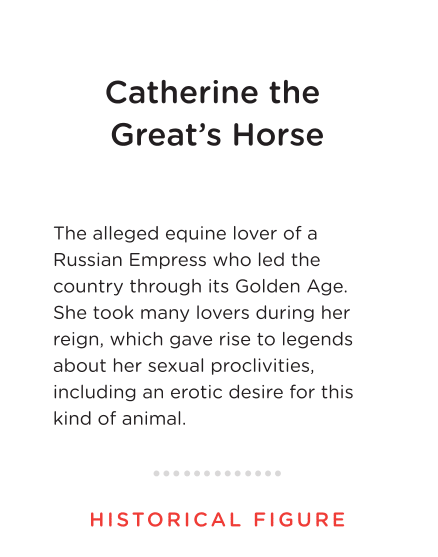 Catherine the
Great’s Horse
The alleged equine lover of a
Russian Empress who led the
country through its Golden Age.
She took many lovers during her
reign, which gave rise to legends
about her sexual proclivities,
including an erotic desire for this
kind of animal.
HISTORICAL FIGURE